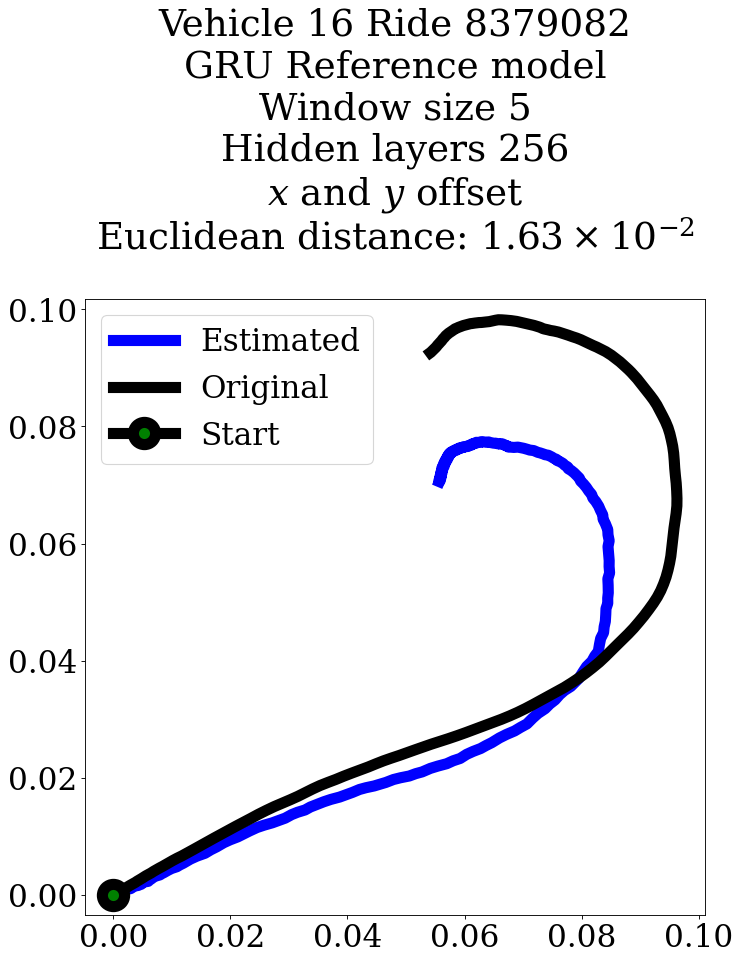 Vehicle 16 Ride 8379082
GRU Reference model
Window size 5
Hidden layers 256
x and y offset
Euclidean distance: 1.63 × 10⁻²
Estimated
Original
Start
0.10
0.08
0.06
0.04
0.02
0.00
0.00 0.02 0.04 0.06 0.08 0.10